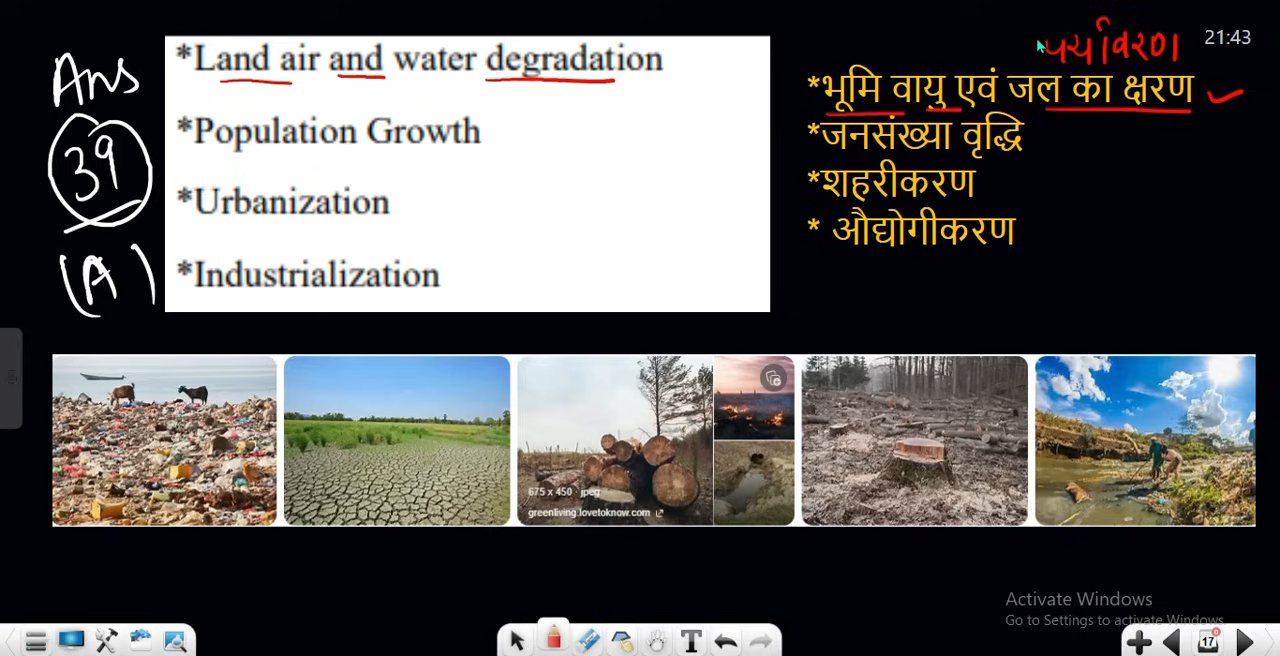 पर्यावरण
21:43
Ans
39
(A)
*Land air and water degradation
*Population Growth
*Urbanization
*Industrialization
*भूमि वायु एवं जल का क्षरण
*जनसंख्या वृद्धि
*शहरीकरण
* औद्योगीकरण
675 x 450 · jpeg
greenliving.lovetoknow.com
Activate Windows
Go to Settings to activate Windows.
T
17